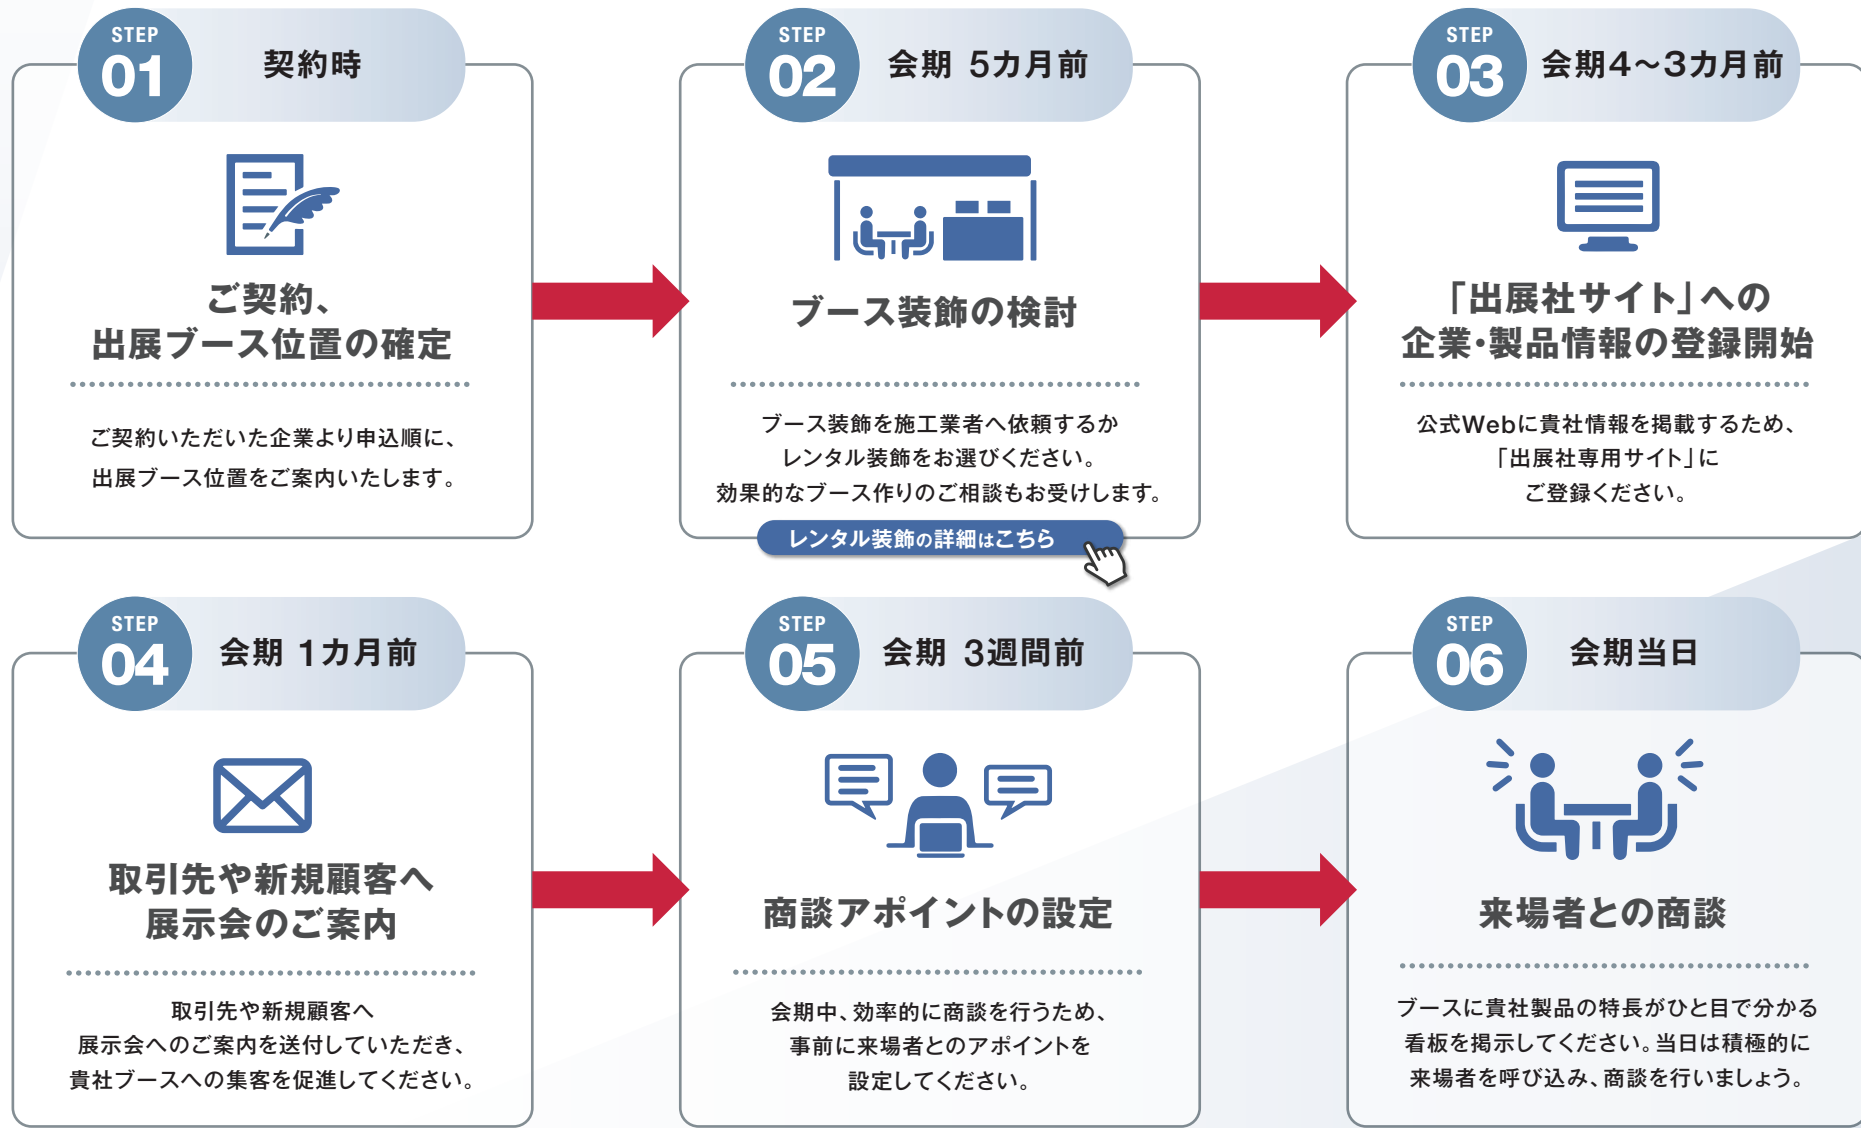 STEP
01
契約時
ご契約、
出展ブース位置の確定
ご契約いただいた企業より申込順に、
出展ブース位置をご案内いたします。
STEP
02
会期 5カ月前
ブース装飾の検討
ブース装飾を施工業者へ依頼するか
レンタル装飾をお選びください。
効果的なブース作りのご相談もお受けします。
レンタル装飾の詳細はこちら
STEP
03
会期4～3カ月前
「出展社サイト」への
企業・製品情報の登録開始
公式Webに貴社情報を掲載するため、
「出展社専用サイト」に
ご登録ください。
STEP
04
会期 1カ月前
取引先や新規顧客へ
展示会のご案内
取引先や新規顧客へ
展示会へのご案内を送付していただき、
貴社ブースへの集客を促進してください。
STEP
05
会期 3週間前
商談アポイントの設定
会期中、効率的に商談を行うため、
事前に来場者とのアポイントを
設定してください。
STEP
06
会期当日
来場者との商談
ブースに貴社製品の特長がひと目で分かる
看板を掲示してください。当日は積極的に
来場者を呼び込み、商談を行いましょう。